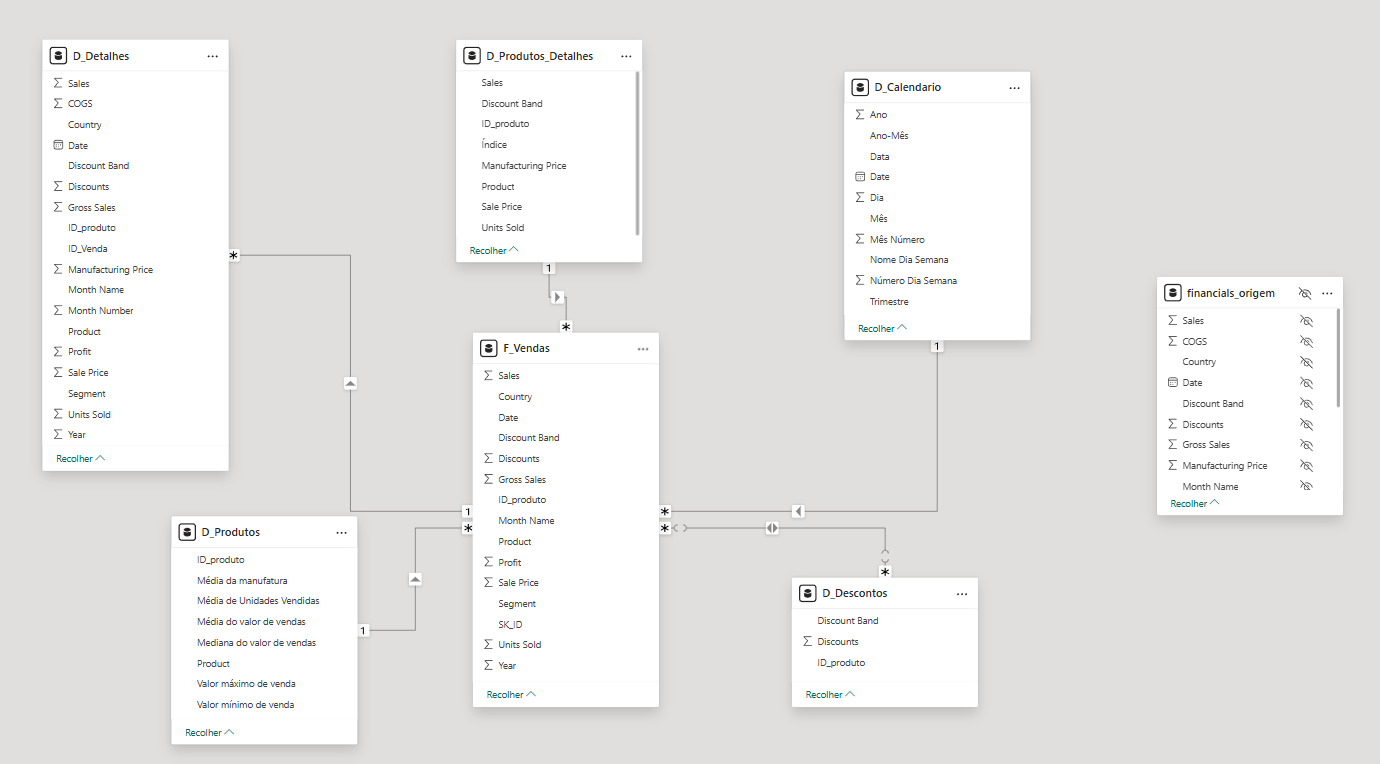 D_Detalhes
Sales
COGS
Country
Date
Discount Band
Discounts
Gross Sales
ID_produto
ID_Venda
Manufacturing Price
Month Name
Month Number
Product
Profit
Sale Price
Segment
Units Sold
Year
Recolher
D_Produtos_Detalhes
Sales
Discount Band
ID_produto
Índice
Manufacturing Price
Product
Sale Price
Units Sold
Recolher
D_Calendario
Ano
Ano-Mês
Data
Date
Dia
Mês
Mês Número
Nome Dia Semana
Número Dia Semana
Trimestre
Recolher
financials_origem
Sales
COGS
Country
Date
Discount Band
Discounts
Gross Sales
Manufacturing Price
Month Name
Recolher
F_Vendas
Sales
Country
Date
Discount Band
Discounts
Gross Sales
ID_produto
Month Name
Product
Profit
Sale Price
Segment
SK_ID
Units Sold
Year
Recolher
D_Produtos
ID_produto
Média da manufatura
Média de Unidades Vendidas
Média do valor de vendas
Mediana do valor de vendas
Product
Valor máximo de venda
Valor mínimo de venda
Recolher
D_Descontos
Discount Band
Discounts
ID_produto
Recolher
*
1
*
1
1
*
1
*
*
*